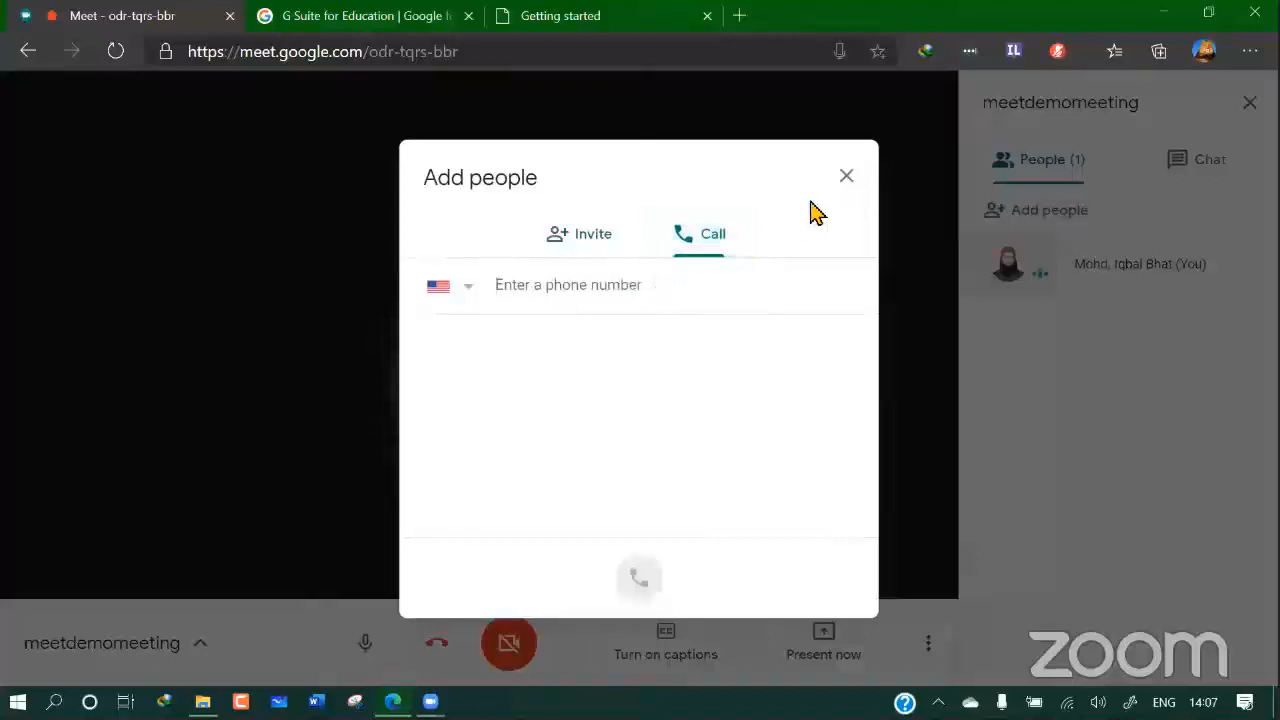 Meet - odr-tqrs-bbr
G Suite for Education | Google
Getting started
https://meet.google.com/odr-tqrs-bbr
IL
meetdemomeeting
People (1)
Chat
Add people
Mohd, Iqbal Bhat (You)
Add people
Invite
Call
Enter a phone number
meetdemomeeting
CC
Turn on captions
Present now
zoom
ENG
14:07